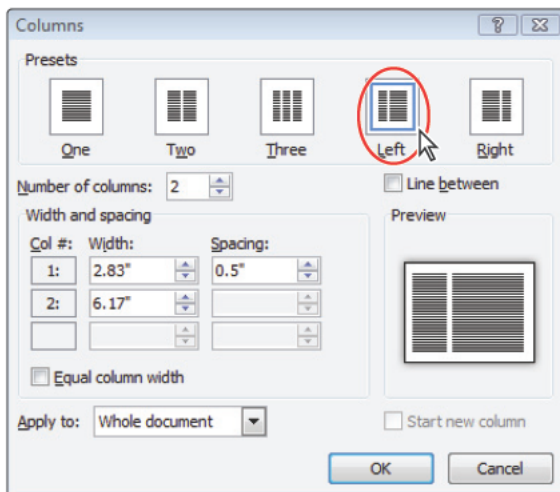 Columns
Presets
One Two Three Left Right
Number of columns: 2 Line between
Width and spacing Preview
Col #: Width: Spacing:
1: 2.83" 0.5"
2: 6.17"
Equal column width
Apply to: Whole document Start new column
OK Cancel